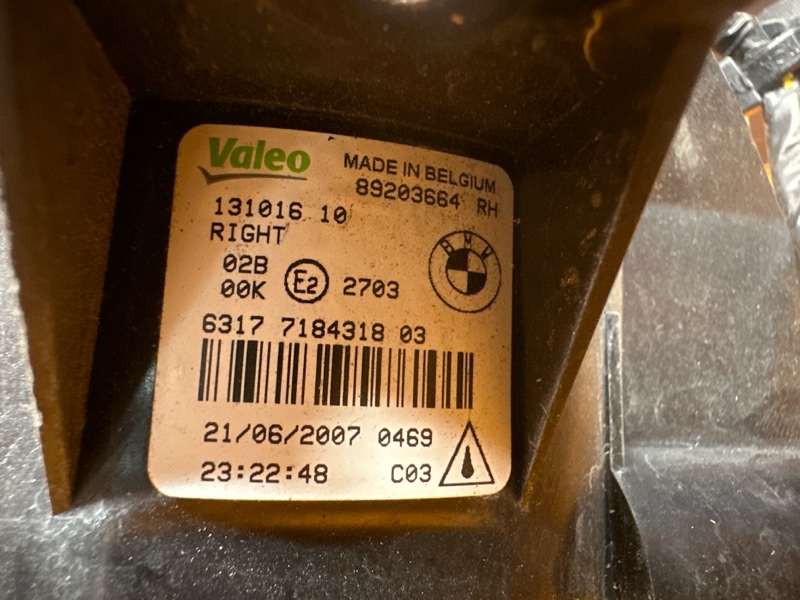 Valeo
MADE IN BELGIUM
89203664 RH
131016 10
RIGHT
BMW
02B
00K
E2
2703
6317 7184318 03
21/06/2007 0469
23:22:48 C03